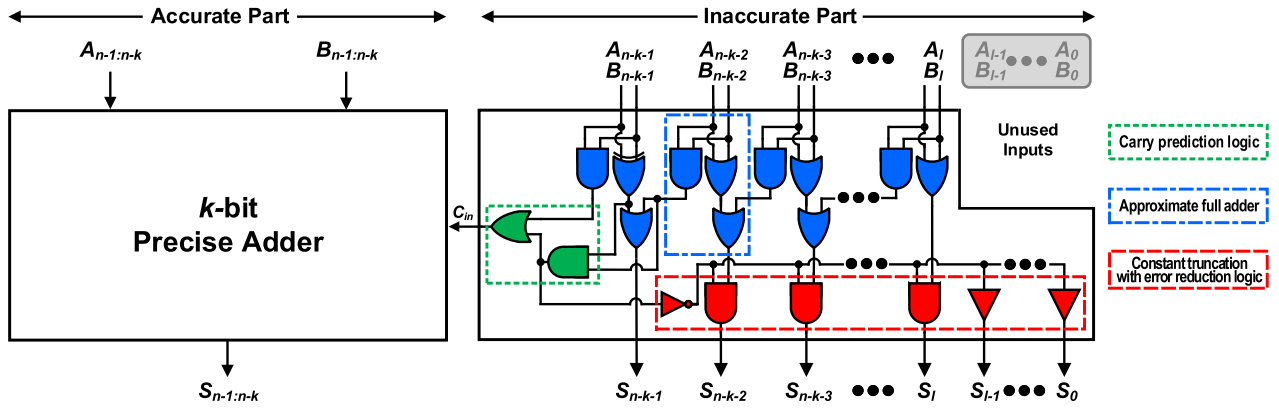 Accurate Part
Inaccurate Part
A_{n-1:n-k} B_{n-1:n-k} A_{n-k-1} A_{n-k-2} A_{n-k-3} ●●● A_l A_{l-1} ●●● A_0
B_{n-k-1} B_{n-k-2} B_{n-k-3} B_l B_{l-1} B_0
Unused
Inputs
Carry prediction logic
k-bit
Precise Adder
C_{in}
Approximate full adder
Constant truncation
with error reduction logic
S_{n-1:n-k} S_{n-k-1} S_{n-k-2} S_{n-k-3} ●●● S_l S_{l-1} ●●● S_0